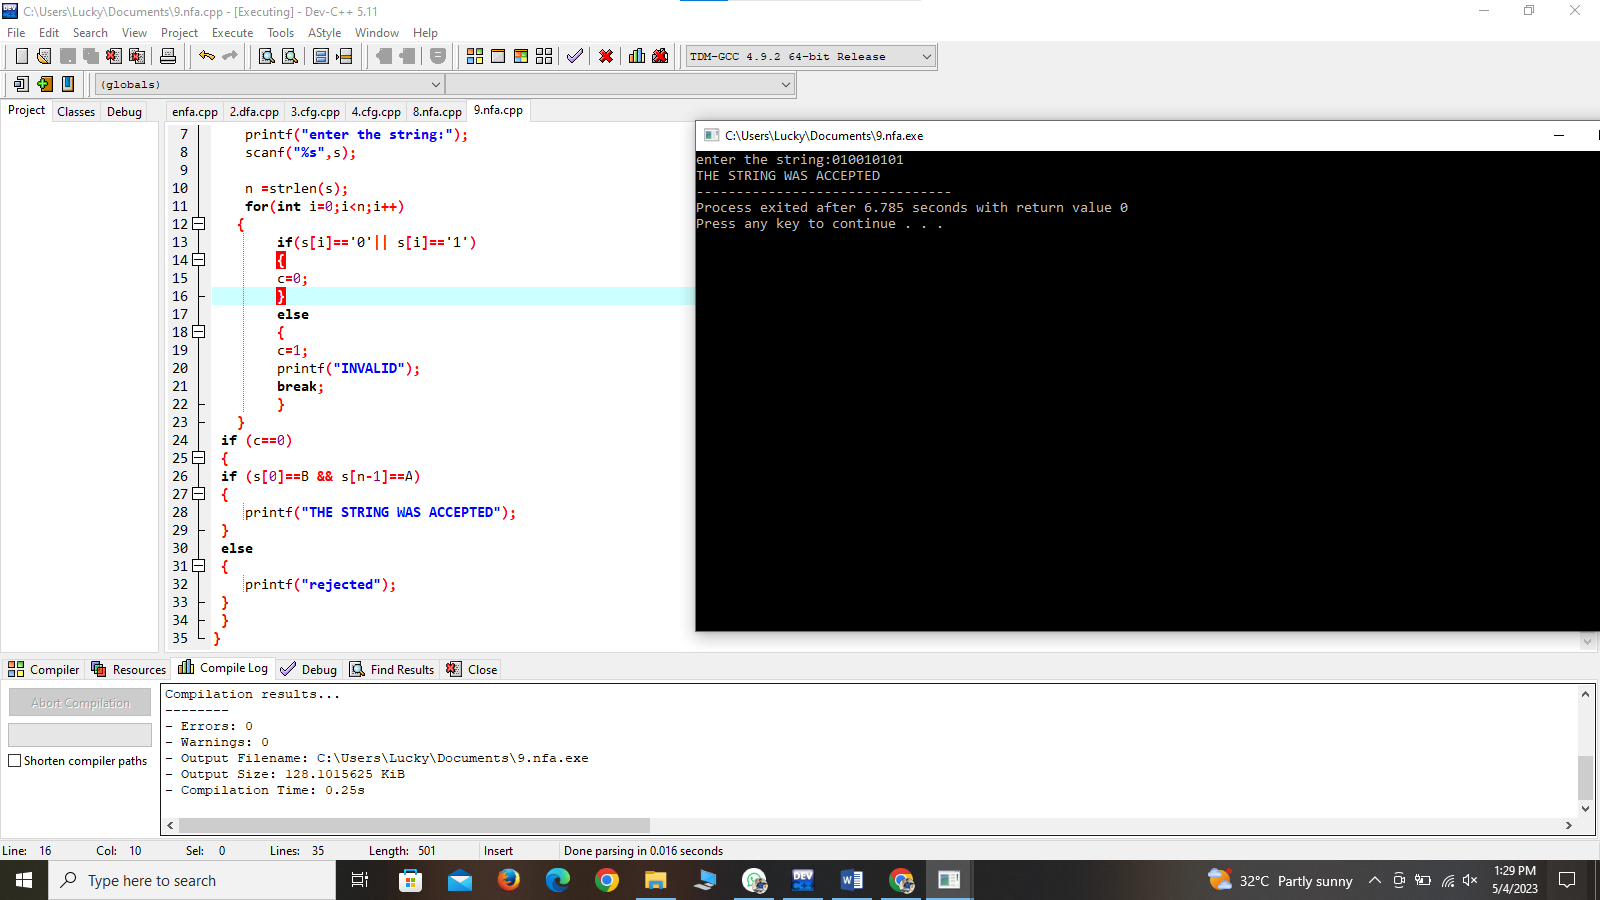 C:\Users\Lucky\Documents\9.nfa.cpp - [Executing] - Dev-C++ 5.11
File Edit Search View Project Execute Tools AStyle Window Help
TDM-GCC 4.9.2 64-bit Release
(globals)
Project Classes Debug
enfa.cpp 2.dfa.cpp 3.cfg.cpp 4.cfg.cpp 8.nfa.cpp 9.nfa.cpp
7 printf("enter the string:");
8 scanf("%s",s);
9
10 n =strlen(s);
11 for(int i=0;i<n;i++)
12 {
13 if(s[i]=='0'|| s[i]=='1')
14 {
15 c=0;
16 }
17 else
18 {
19 c=1;
20 printf("INVALID");
21 break;
22 }
23 }
24 if (c==0)
25 {
26 if (s[0]==B && s[n-1]==A)
27 {
28 printf("THE STRING WAS ACCEPTED");
29 }
30 else
31 {
32 printf("rejected");
33 }
34 }
35 }
C:\Users\Lucky\Documents\9.nfa.exe
enter the string:010010101
THE STRING WAS ACCEPTED
--------------------------------
Process exited after 6.785 seconds with return value 0
Press any key to continue . . .
Compiler Resources Compile Log Debug Find Results Close
Abort Compilation
Shorten compiler paths
Compilation results...
--------
- Errors: 0
- Warnings: 0
- Output Filename: C:\Users\Lucky\Documents\9.nfa.exe
- Output Size: 128.1015625 KiB
- Compilation Time: 0.25s
Line: 16 Col: 10 Sel: 0 Lines: 35 Length: 501 Insert Done parsing in 0.016 seconds
Type here to search
DEV
W
32°C Partly sunny
1:29 PM
5/4/2023